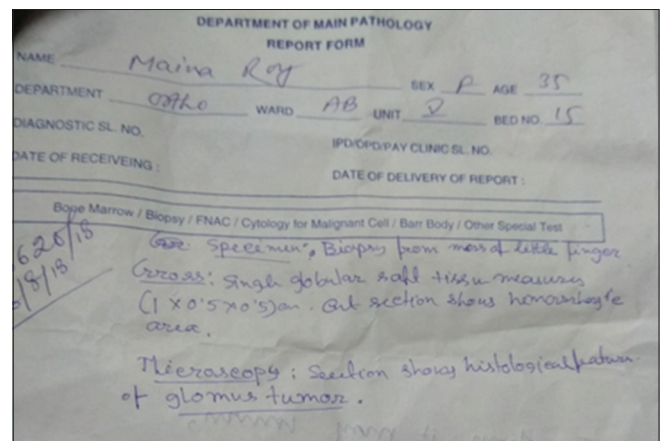 DEPARTMENT OF MAIN PATHOLOGY
REPORT FORM
NAME Maina Roy SEX F AGE 35
DEPARTMENT Ortho WARD AB UNIT BED NO. 15
DIAGNOSTIC SL. NO. IPD/OPD/PAY CLINIC SL. NO.
DATE OF RECEIVEING : DATE OF DELIVERY OF REPORT :
Bone Marrow / Biopsy / FNAC / Cytology for Malignant Cell / Barr Body / Other Special Test
626/18
/8/18
Specimen: Biopsy from mass of little finger
Gross: Single globular soft tissue measures
(1 x 0.5 x 0.5)cm. Cut section shows
area.
Microscopy: Section shows histological features
of glomus tumor.